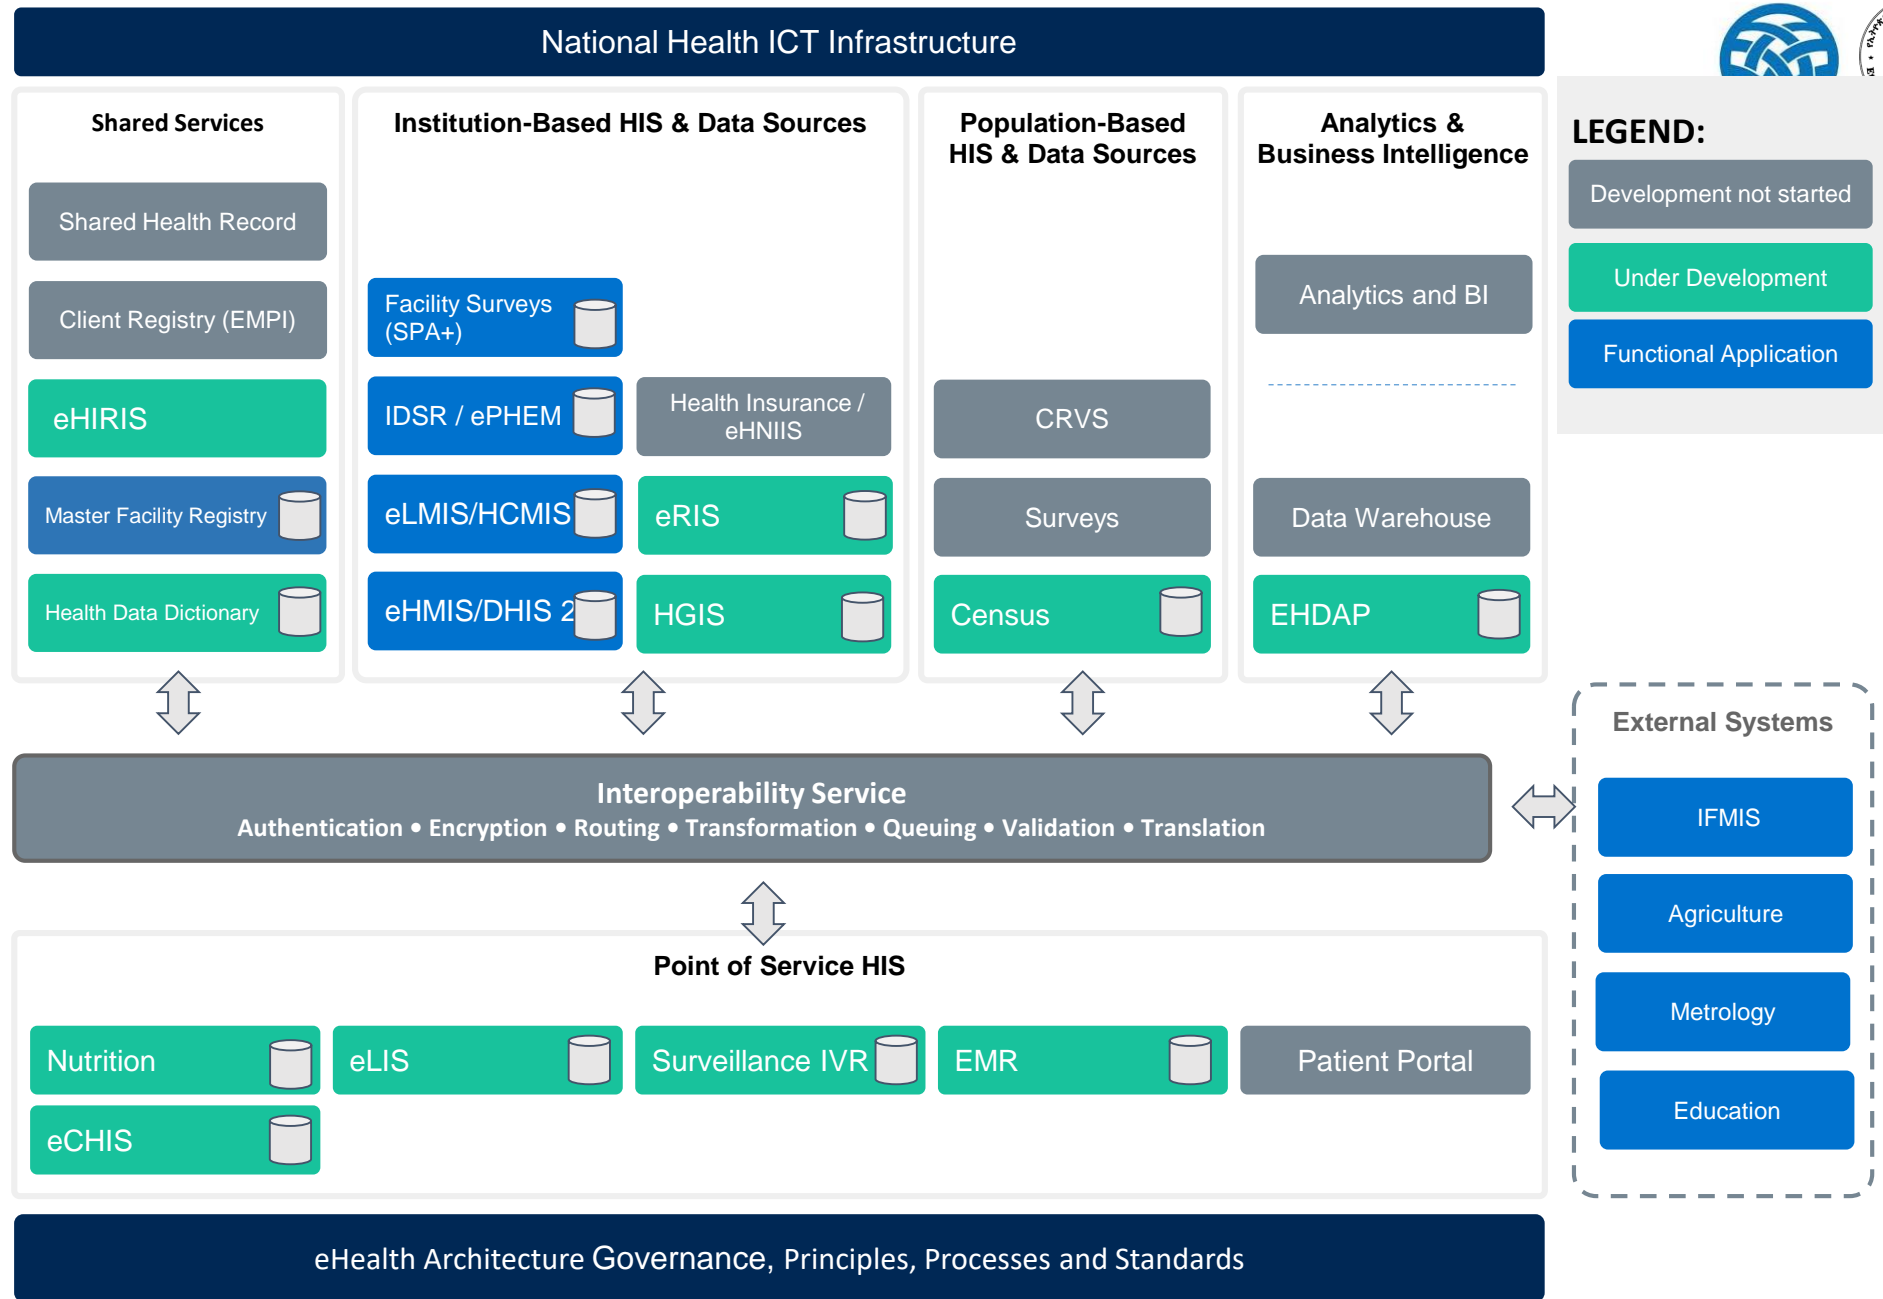 National Health ICT Infrastructure
Shared Services
Shared Health Record
Client Registry (EMPI)
eHIRIS
Master Facility Registry
Health Data Dictionary
Institution-Based HIS & Data Sources
Facility Surveys
(SPA+)
IDSR / ePHEM
Health Insurance /
eHNIIS
eLMIS/HCMIS
eRIS
eHMIS/DHIS 2
HGIS
Population-Based
HIS & Data Sources
CRVS
Surveys
Census
Analytics &
Business Intelligence
Analytics and BI
Data Warehouse
EHDAP
LEGEND:
Development not started
Under Development
Functional Application
Interoperability Service
Authentication • Encryption • Routing • Transformation • Queuing • Validation • Translation
External Systems
IFMIS
Agriculture
Metrology
Education
Point of Service HIS
Nutrition
eLIS
Surveillance IVR
EMR
Patient Portal
eCHIS
eHealth Architecture Governance, Principles, Processes and Standards